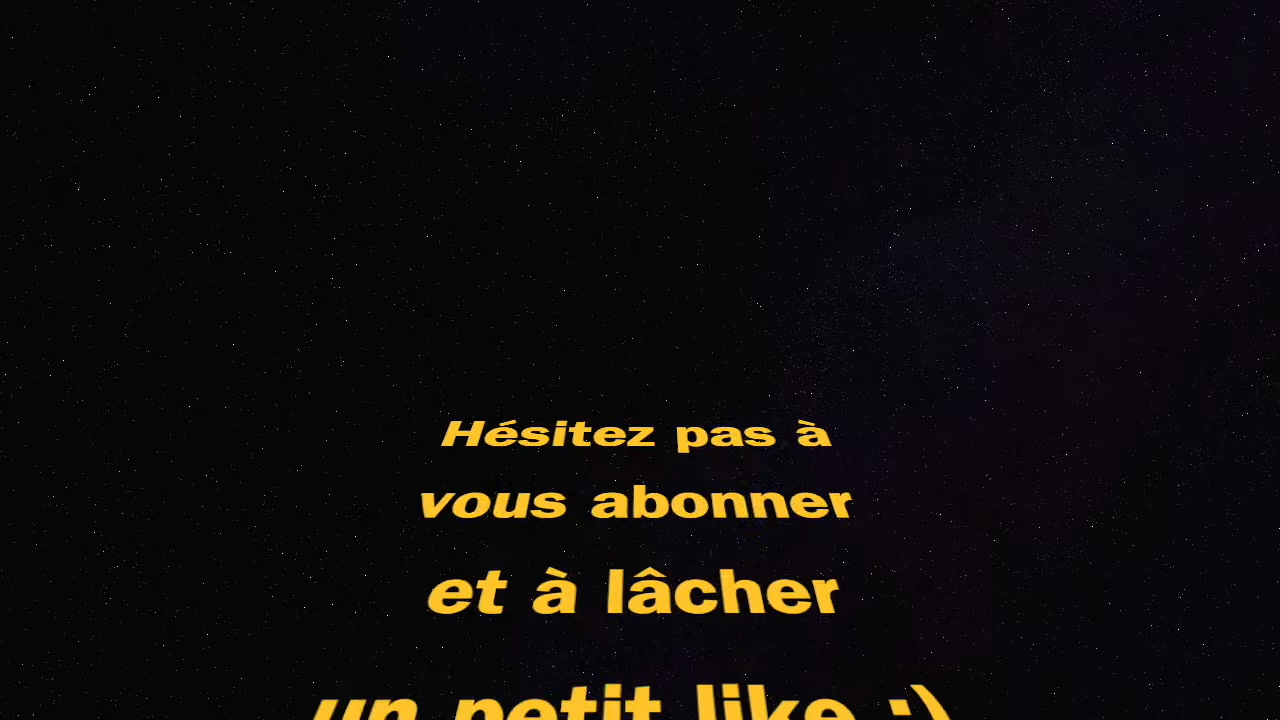 Hésitez pas à
vous abonner
et à lâcher
un petit like ;)